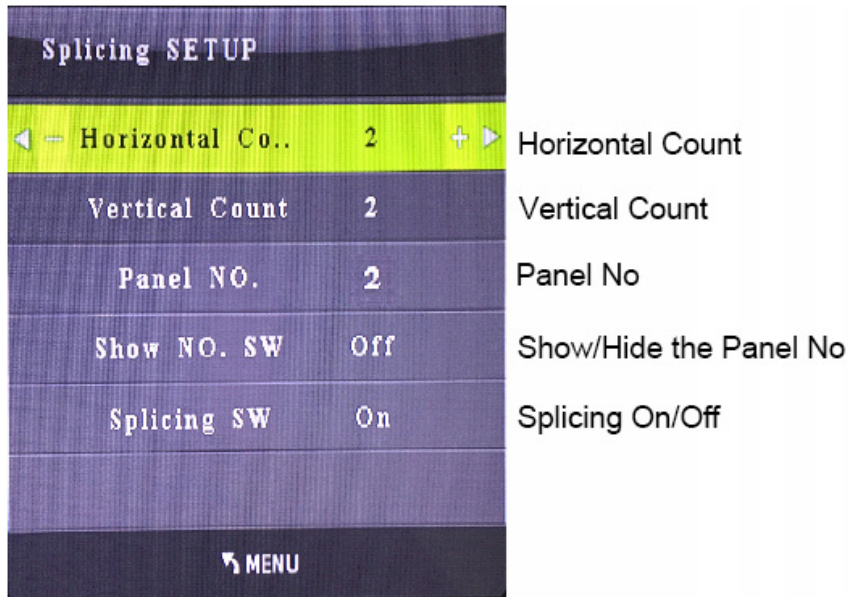 Splicing SETUP
Horizontal Co.. 2 Horizontal Count
Vertical Count 2 Vertical Count
Panel NO. 2 Panel No
Show NO. SW Off Show/Hide the Panel No
Splicing SW On Splicing On/Off
MENU